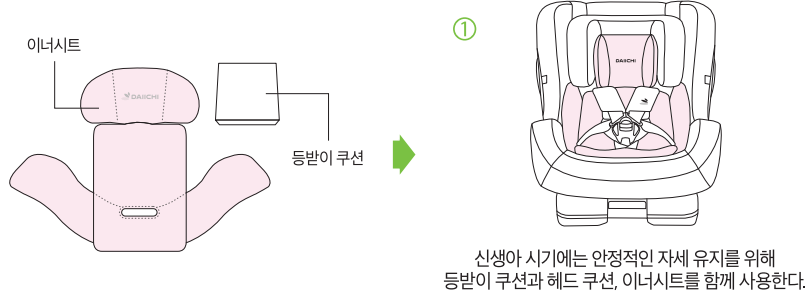 이너시트
DAIICHI
등받이 쿠션
①
DAIICHI
신생아 시기에는 안정적인 자세 유지를 위해
등받이 쿠션과 헤드 쿠션, 이너시트를 함께 사용한다.